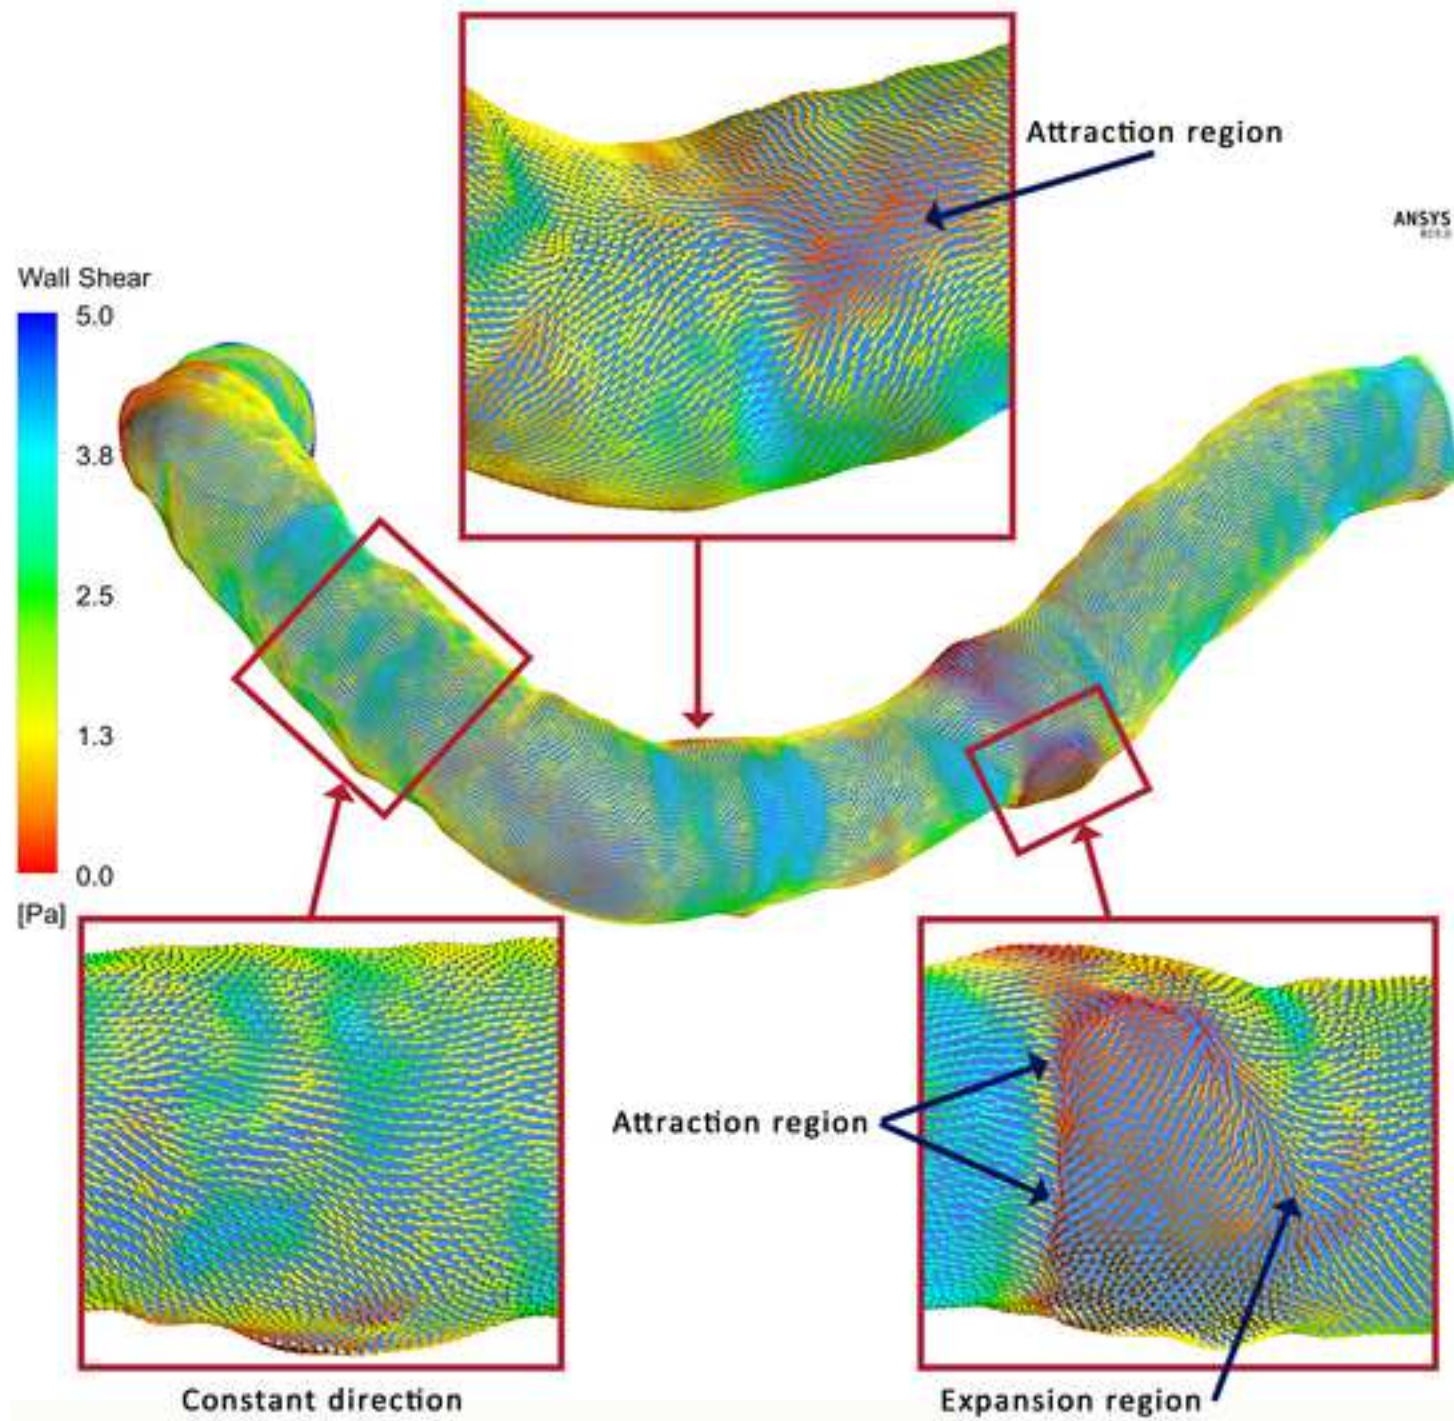 Attraction region
ANSYS
Wall Shear
5.0
3.8
2.5
1.3
0.0
[Pa]
Attraction region
Constant direction
Expansion region